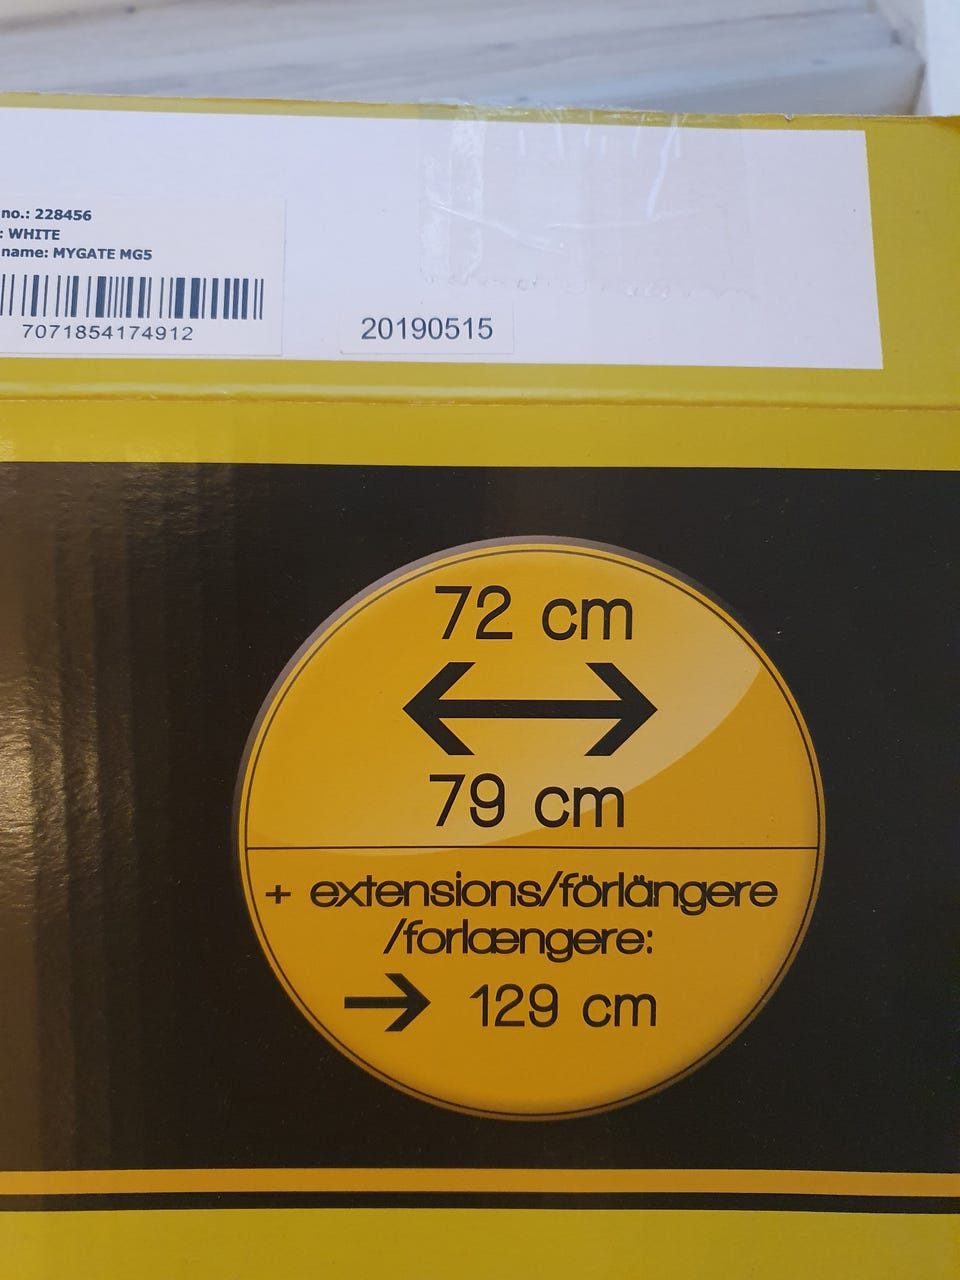 no.: 228456
: WHITE
name: MYGATE MG5
7071854174912
20190515
72 cm
79 cm
+ extensions/förlängere
/forlængere:
129 cm